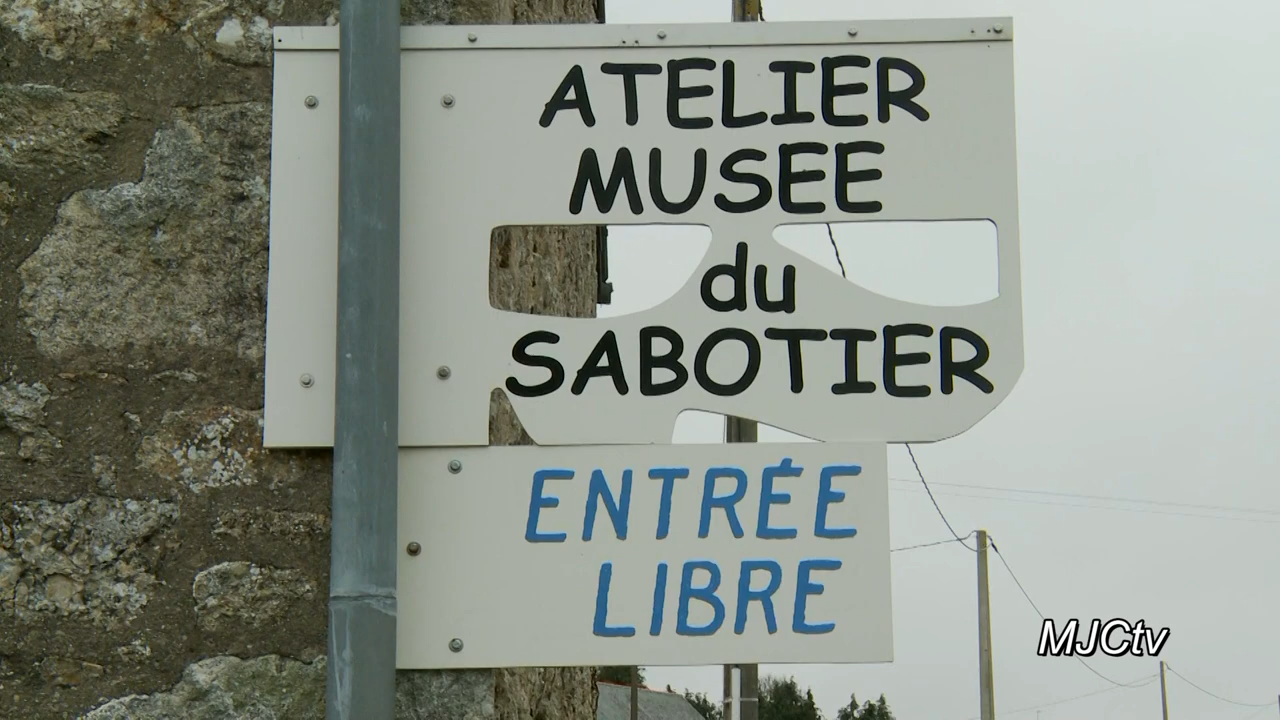 ATELIER
MUSEE
du
SABOTIER
ENTRÉE
LIBRE
MJCtv